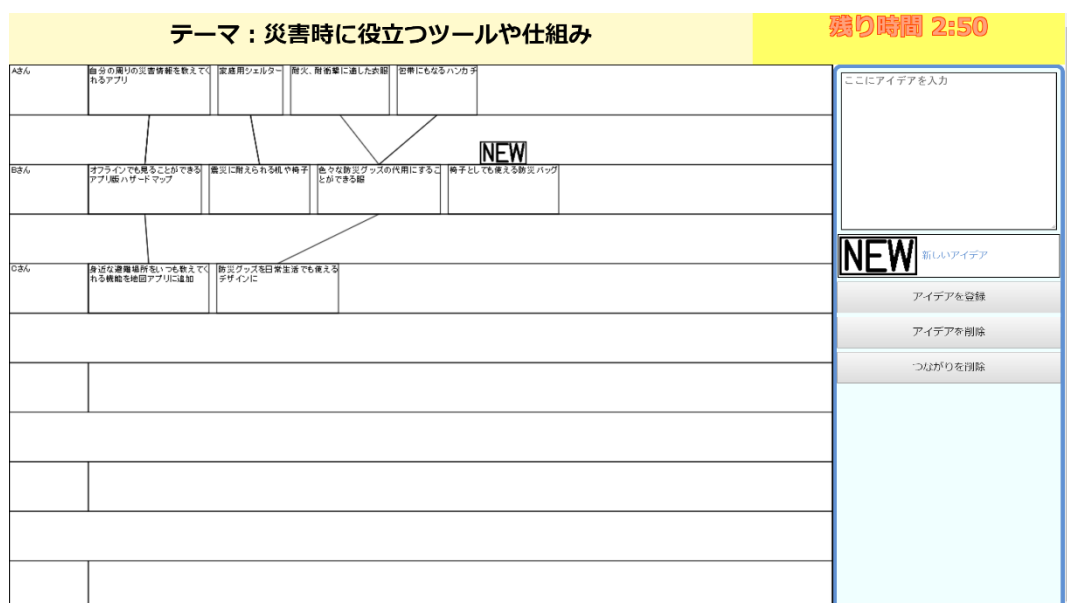 テーマ：災害時に役立つツールや仕組み
残り時間 2:50
Aさん
自分の周りの災害情報を教えてく
れるアプリ
家庭用シェルター
耐火、耐衝撃に適した衣服
包帯にもなるハンカチ
NEW
Bさん
オフラインでも見ることができる
アプリ版ハザードマップ
震災に耐えられる机や椅子
色々な防災グッズの代用にするこ
とができる服
椅子としても使える防災バッグ
Cさん
身近な避難場所をいつも教えてく
れる機能を地図アプリに追加
防災グッズを日常生活でも使える
デザインに
ここにアイデアを入力
NEW 新しいアイデア
アイデアを登録
アイデアを削除
つながりを削除